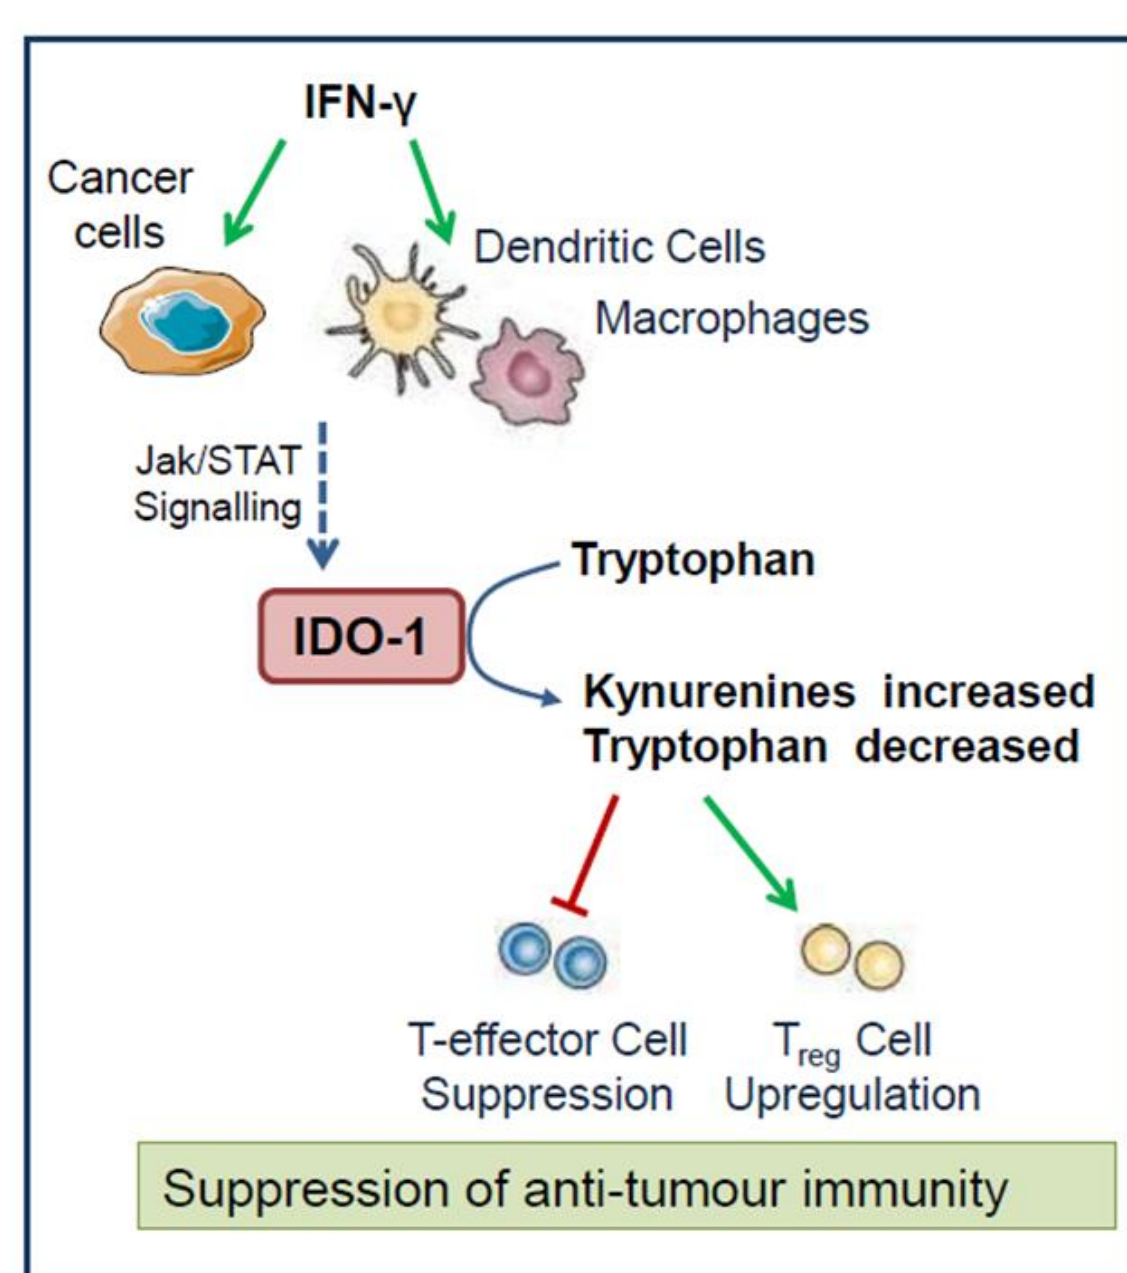 IFN-γ
Cancer
cells
Dendritic Cells
Macrophages
Jak/STAT
Signalling
Tryptophan
IDO-1
Kynurenines increased
Tryptophan decreased
T-effector Cell
Suppression
Treg Cell
Upregulation
Suppression of anti-tumour immunity